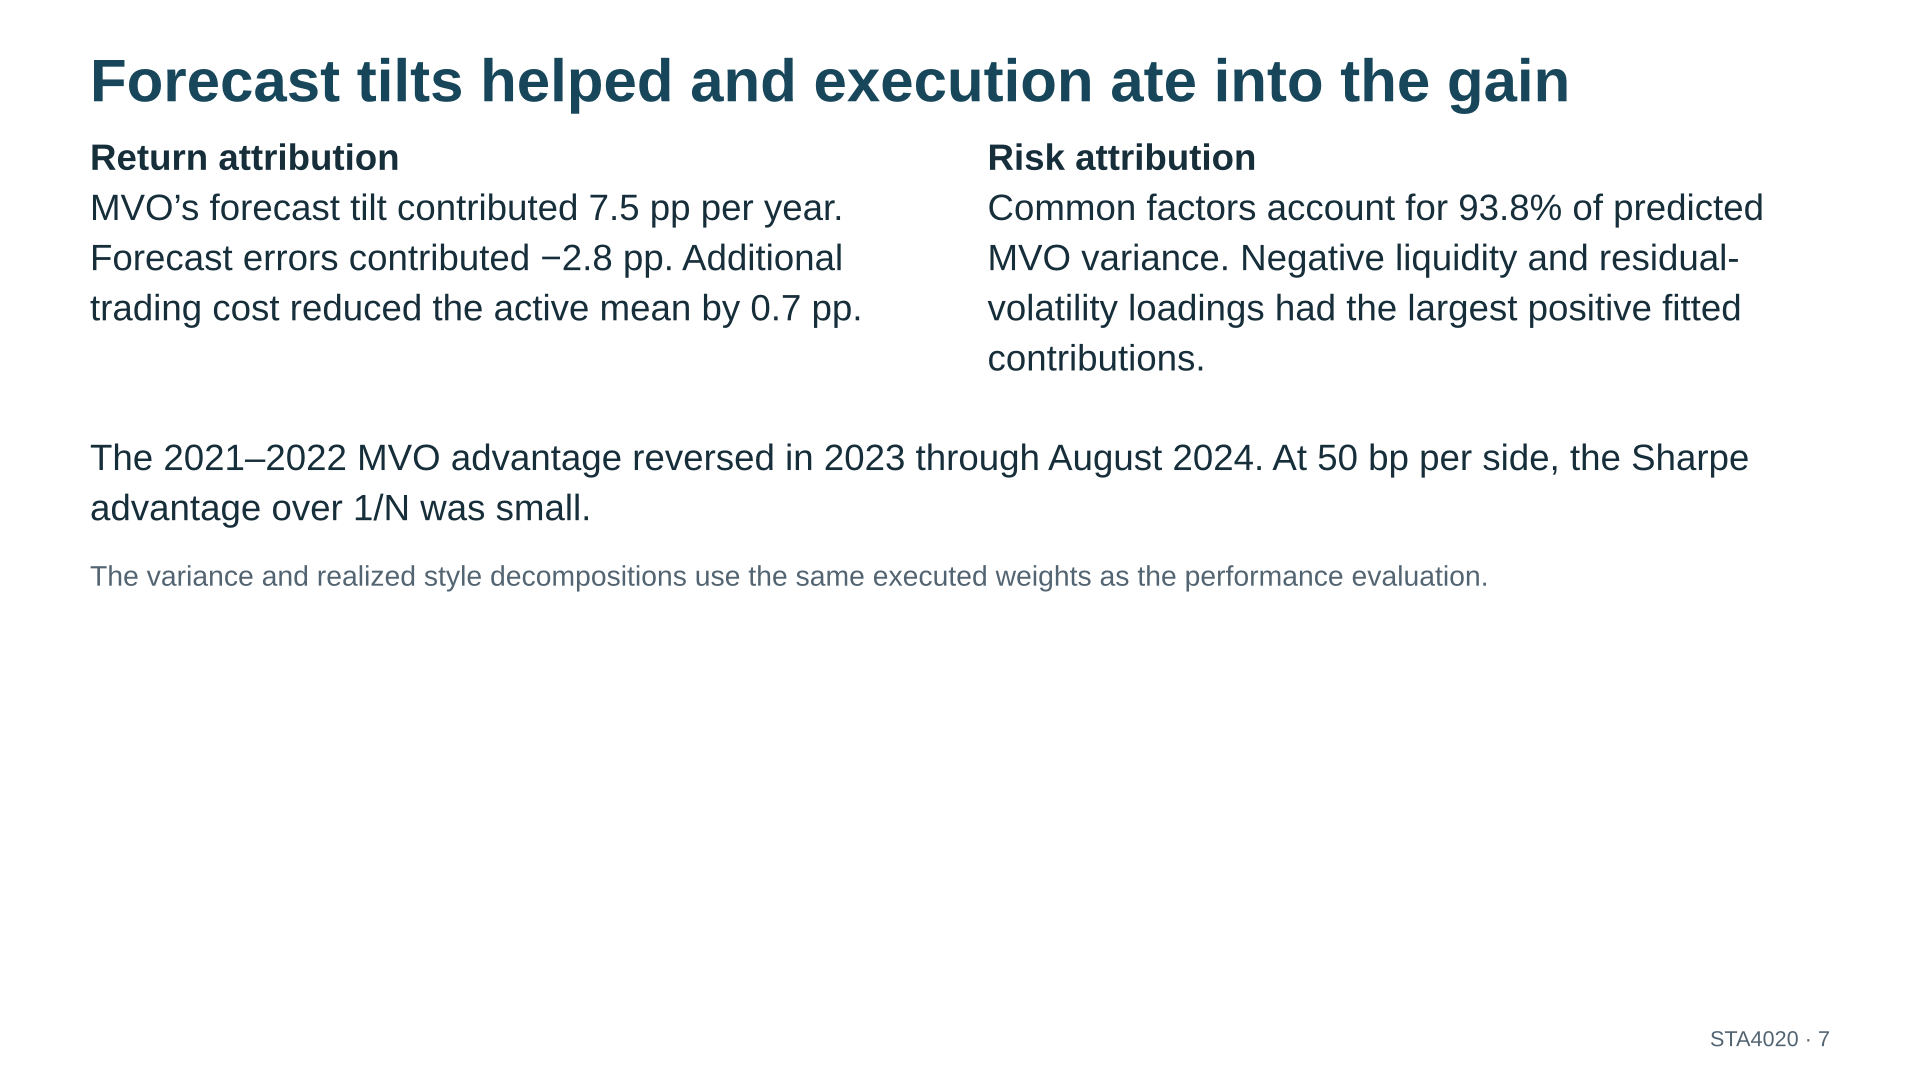 Forecast tilts helped and execution ate into the gain
Return attribution
MVO’s forecast tilt contributed 7.5 pp per year.
Forecast errors contributed −2.8 pp. Additional
trading cost reduced the active mean by 0.7 pp.
Risk attribution
Common factors account for 93.8% of predicted
MVO variance. Negative liquidity and residual-
volatility loadings had the largest positive fitted
contributions.
The 2021–2022 MVO advantage reversed in 2023 through August 2024. At 50 bp per side, the Sharpe
advantage over 1/N was small.
The variance and realized style decompositions use the same executed weights as the performance evaluation.
STA4020 · 7